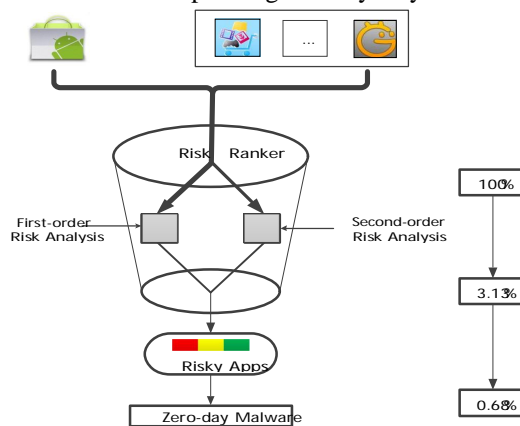 ...
Risk Ranker
100%
First-order
Risk Analysis
Second-order
Risk Analysis
3.13%
Risky Apps
0.68%
Zero-day Malware